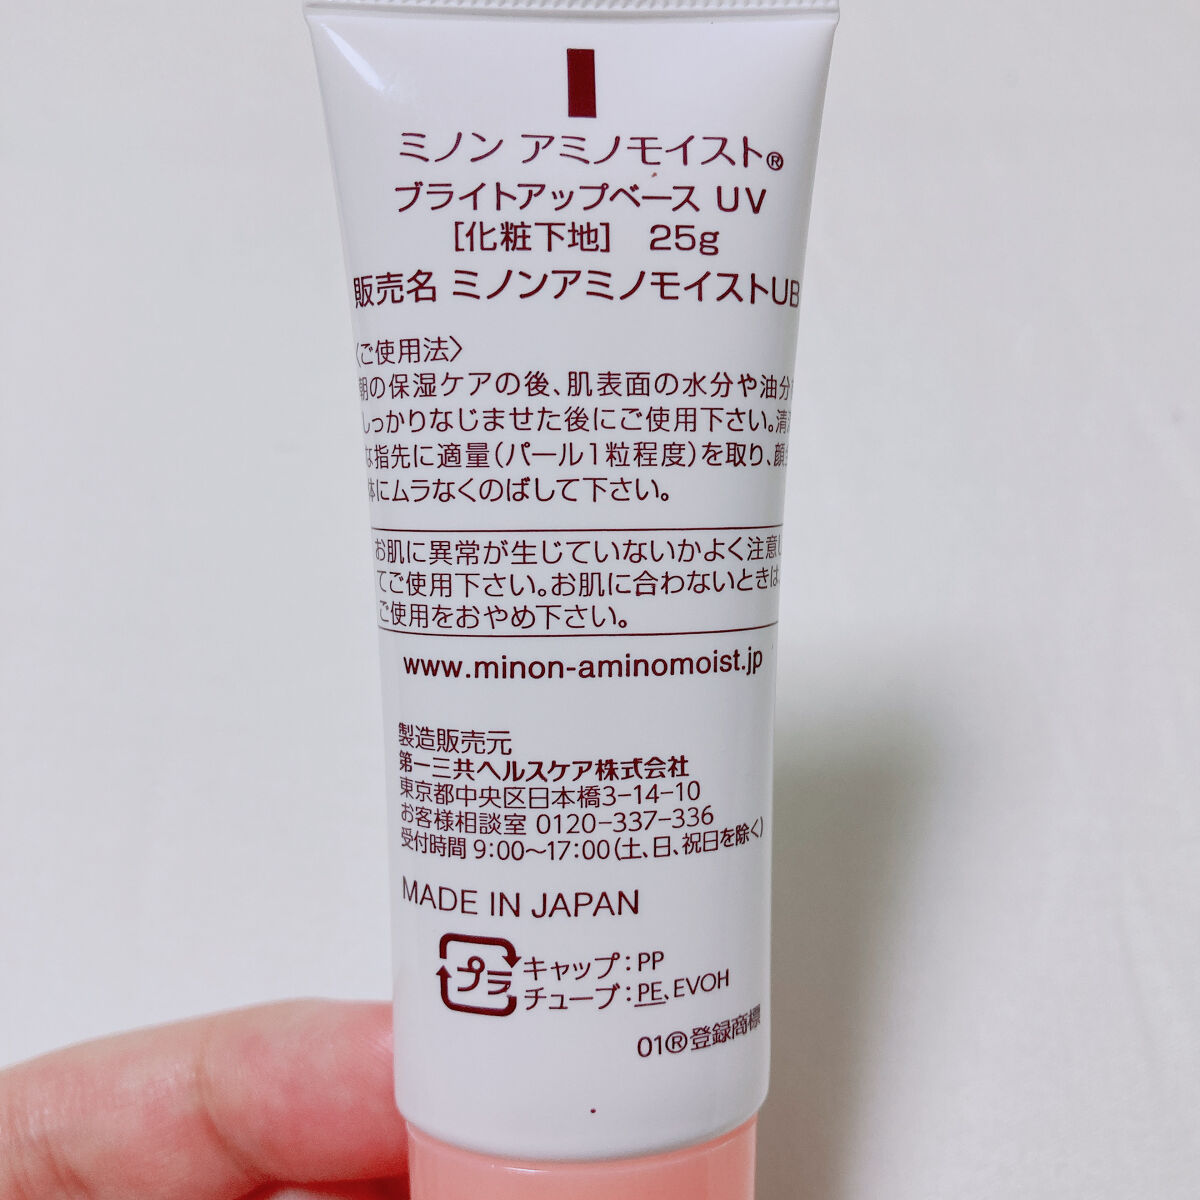 ミノン アミノモイスト®
ブライトアップベース UV
[化粧下地] 25g
販売名 ミノンアミノモイストUB
〈ご使用法〉
朝の保湿ケアの後、肌表面の水分や油分を
しっかりなじませた後にご使用下さい。清潔
な指先に適量(パール1粒程度)を取り、顔全
体にムラなくのばして下さい。
お肌に異常が生じていないかよく注意し
てご使用下さい。お肌に合わないときは、
ご使用をおやめ下さい。
www.minon-aminomoist.jp
製造販売元
第一三共ヘルスケア株式会社
東京都中央区日本橋3-14-10
お客様相談室 0120-337-336
受付時間 9:00〜17:00(土、日、祝日を除く)
MADE IN JAPAN
プラ キャップ:PP
チューブ:PE、EVOH
01®登録商標